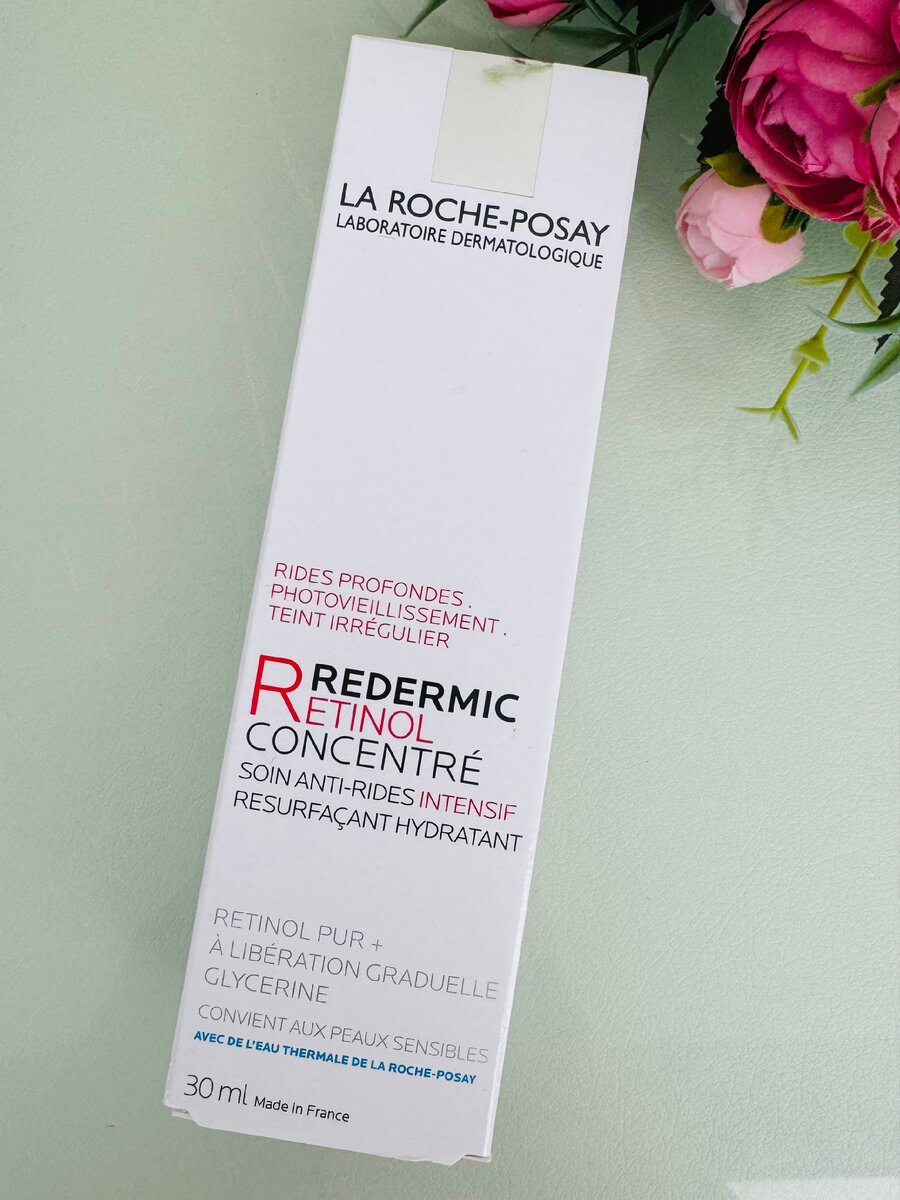 LA ROCHE-POSAY
LABORATOIRE DERMATOLOGIQUE
RIDES PROFONDES .
PHOTOVIEILLISSEMENT .
TEINT IRRÉGULIER
REDERMIC
RETINOL
CONCENTRÉ
SOIN ANTI-RIDES INTENSIF
RESURFAÇANT HYDRATANT
RETINOL PUR +
À LIBÉRATION GRADUELLE
GLYCERINE
CONVIENT AUX PEAUX SENSIBLES
AVEC DE L'EAU THERMALE DE LA ROCHE-POSAY
30 ml Made in France